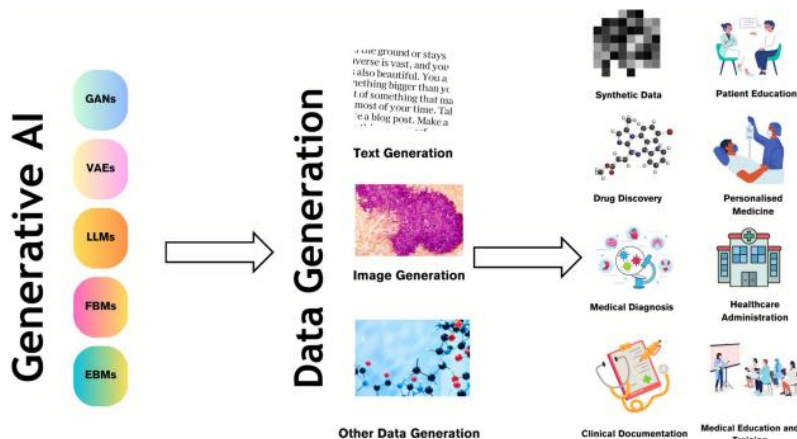 Generative AI
GANs
VAEs
LLMs
FBMs
EBMs
Data Generation
the ground or stays
verse is vast, and you
also beautiful. You a
nething bigger than yo
t of something that ma
most of your time. Tal
e a blog post. Make a
Text Generation
Image Generation
Other Data Generation
Synthetic Data
Patient Education
Drug Discovery
Personalised
Medicine
Medical Diagnosis
Healthcare
Administration
Clinical Documentation
Medical Education and
Training